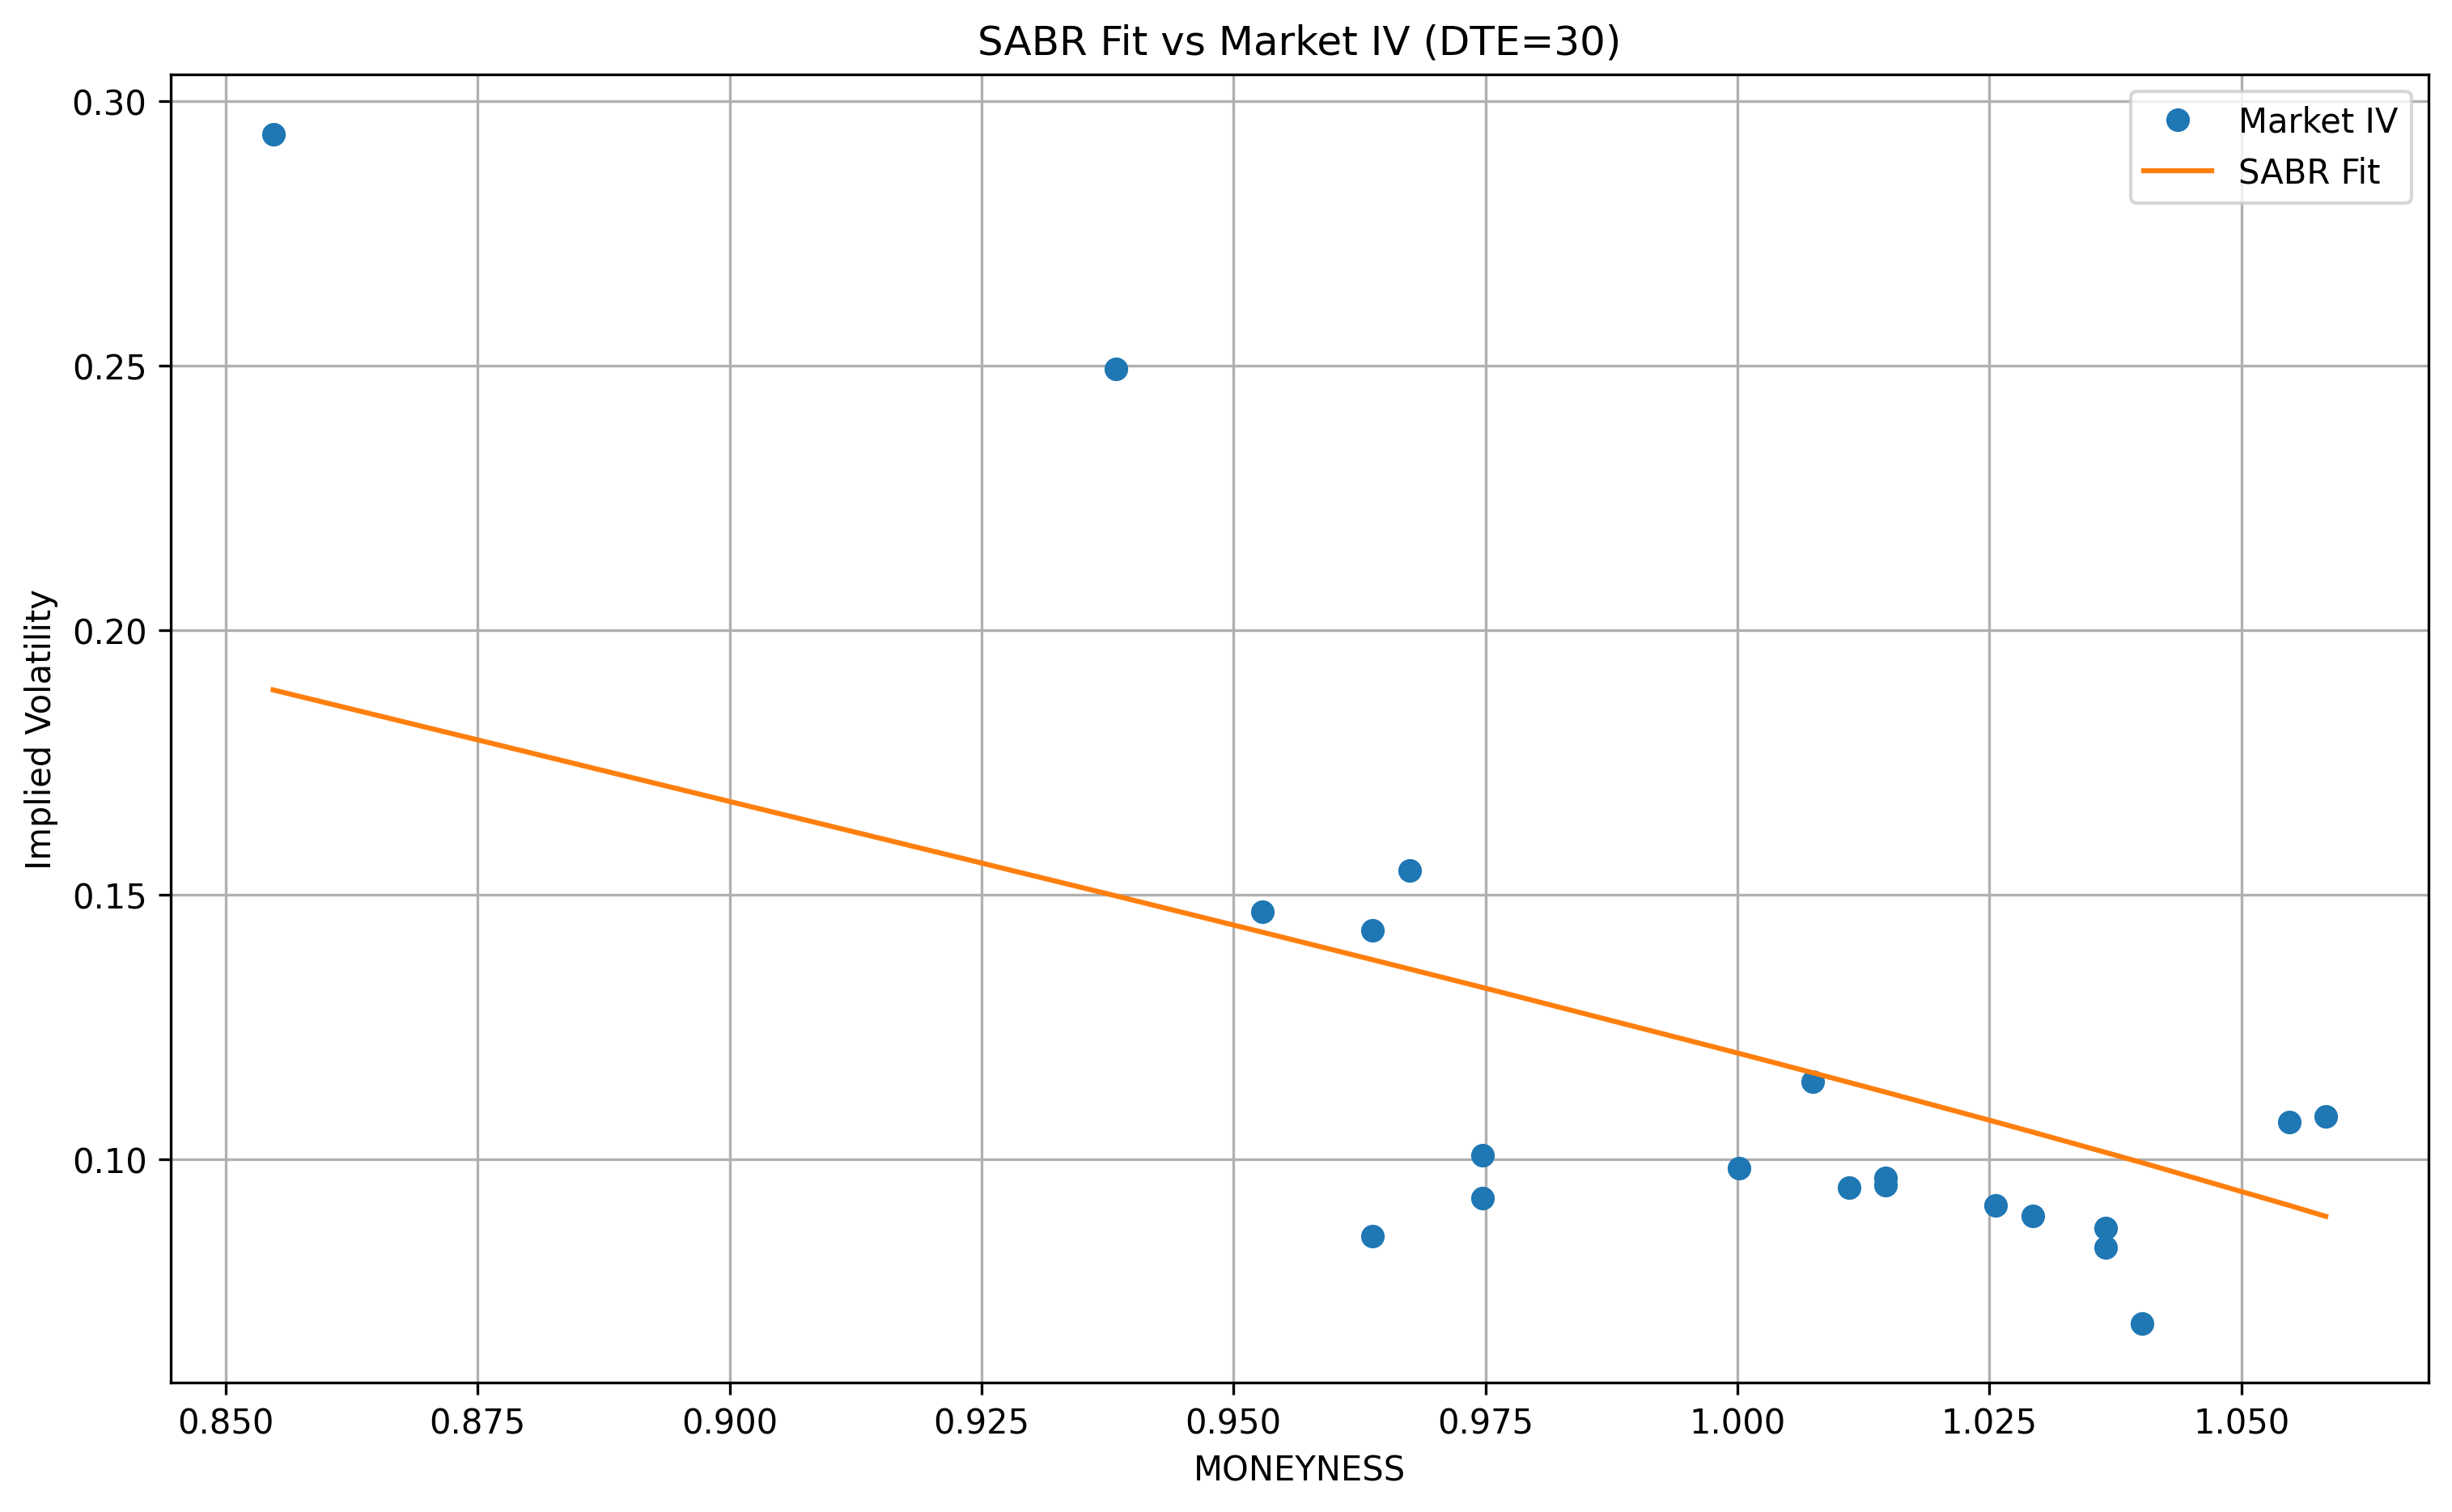 SABR Fit vs Market IV (DTE=30)
Market IV
SABR Fit
Implied Volatility
0.30
0.25
0.20
0.15
0.10
0.850 0.875 0.900 0.925 0.950 0.975 1.000 1.025 1.050
MONEYNESS